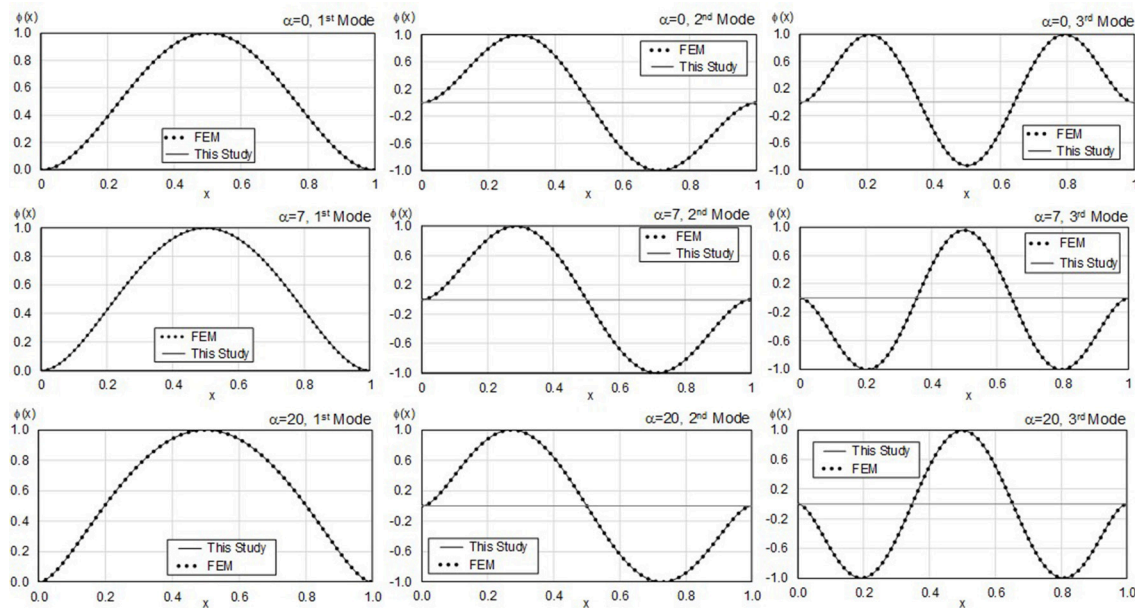 ϕ(x) α=0, 1st Mode
1.0
0.8
0.6
0.4
0.2
0.0
FEM
This Study
0 0.2 0.4 0.6 0.8 1
x
ϕ(x) α=0, 2nd Mode
1.0
0.6
0.2
-0.2
-0.6
-1.0
FEM
This Study
0.0 0.2 0.4 0.6 0.8 1.0
x
ϕ(x) α=0, 3rd Mode
1.0
0.6
0.2
-0.2
-0.6
-1.0
FEM
This Study
0.0 0.2 0.4 0.6 0.8 1.0
x
ϕ(x) α=7, 1st Mode
1.0
0.8
0.6
0.4
0.2
0.0
FEM
This Study
0 0.2 0.4 0.6 0.8 1
x
ϕ(x) α=7, 2nd Mode
1.0
0.6
0.2
-0.2
-0.6
-1.0
FEM
This Study
0.0 0.2 0.4 0.6 0.8 1.0
x
ϕ(x) α=7, 3rd Mode
1.0
0.6
0.2
-0.2
-0.6
-1.0
FEM
This Study
0.0 0.2 0.4 0.6 0.8 1.0
x
ϕ(x) α=20, 1st Mode
1.0
0.8
0.6
0.4
0.2
0.0
This Study
FEM
0.0 0.2 0.4 0.6 0.8 1.0
x
ϕ(x) α=20, 2nd Mode
1.0
0.6
0.2
-0.2
-0.6
-1.0
This Study
FEM
0.0 0.2 0.4 0.6 0.8 1.0
x
ϕ(x) α=20, 3rd Mode
1.0
0.6
0.2
-0.2
-0.6
-1.0
This Study
FEM
0.0 0.2 0.4 0.6 0.8 1.0
x